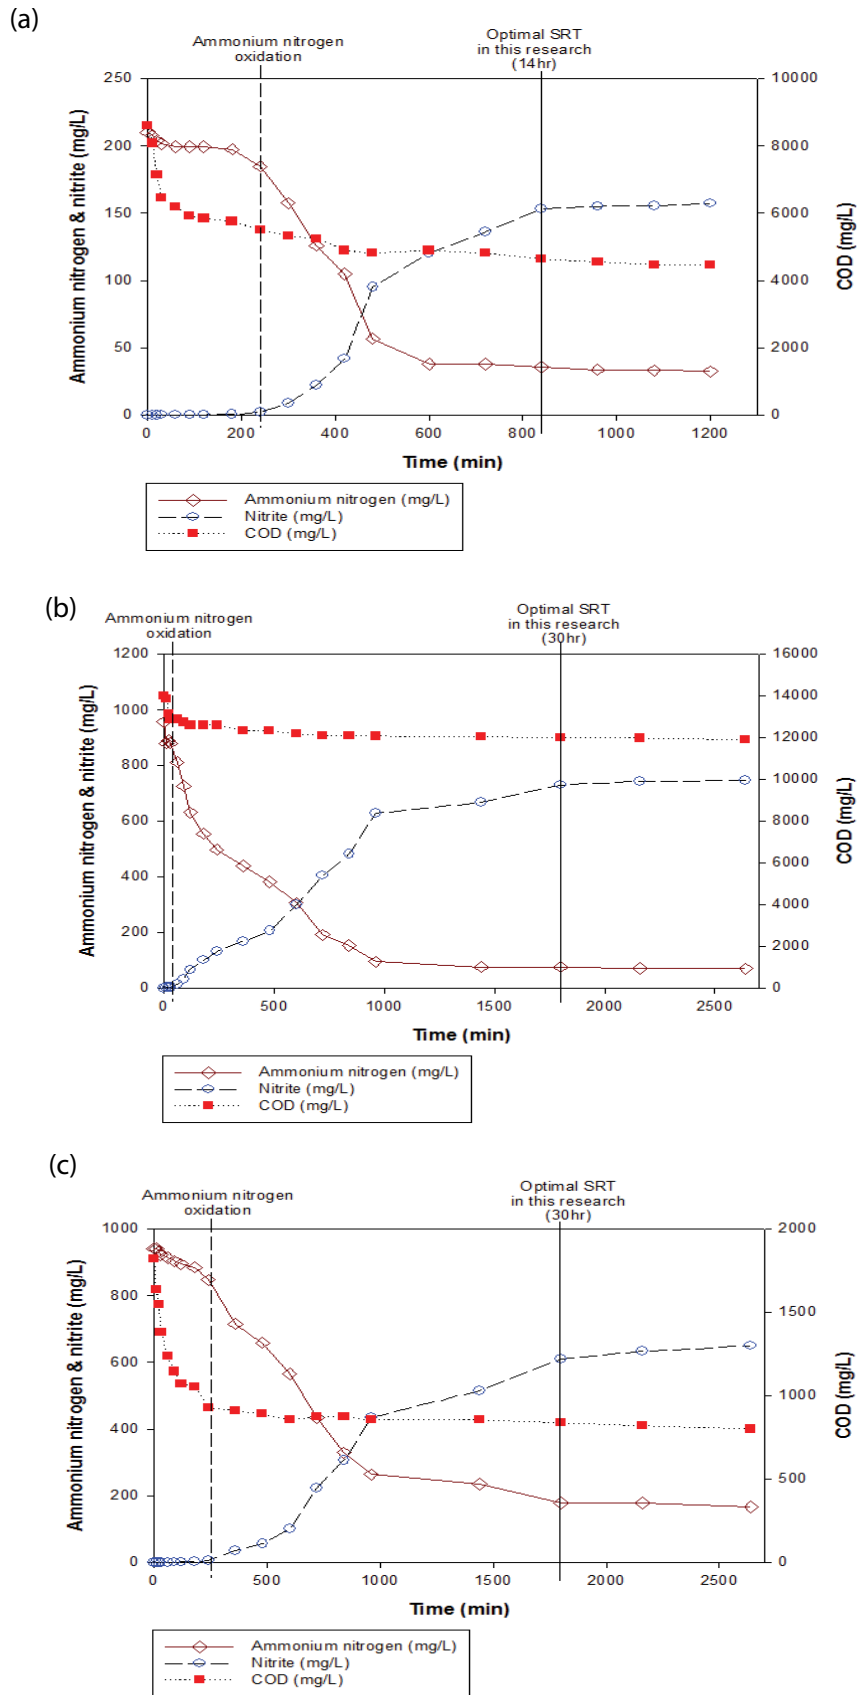 (a)
Ammonium nitrogen
oxidation
Optimal SRT
in this research
(14hr)
250
200
150
100
50
0
Ammonium nitrogen & nitrite (mg/L)
10000
8000
6000
4000
2000
0
COD (mg/L)
0 200 400 600 800 1000 1200
Time (min)
Ammonium nitrogen (mg/L)
Nitrite (mg/L)
COD (mg/L)
(b)
Ammonium nitrogen
oxidation
Optimal SRT
in this research
(30hr)
1200
1000
800
600
400
200
0
Ammonium nitrogen & nitrite (mg/L)
16000
14000
12000
10000
8000
6000
4000
2000
0
COD (mg/L)
0 500 1000 1500 2000 2500
Time (min)
Ammonium nitrogen (mg/L)
Nitrite (mg/L)
COD (mg/L)
(c)
Ammonium nitrogen
oxidation
Optimal SRT
in this research
(30hr)
1000
800
600
400
200
0
Ammonium nitrogen & nitrite (mg/L)
2000
1500
1000
500
0
COD (mg/L)
0 500 1000 1500 2000 2500
Time (min)
Ammonium nitrogen (mg/L)
Nitrite (mg/L)
COD (mg/L)